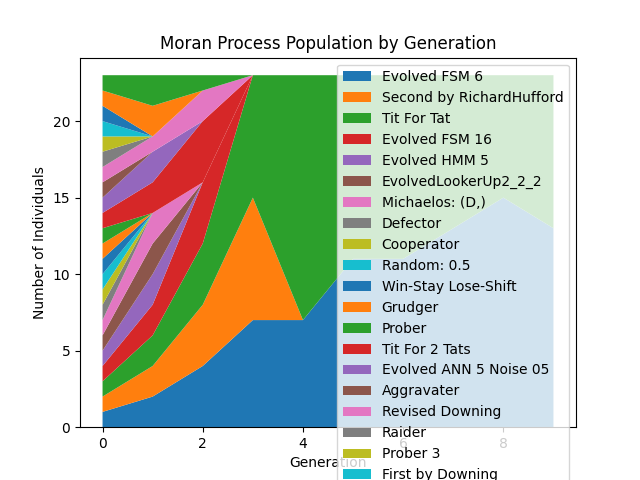 Moran Process Population by Generation
Number of Individuals
20
15
10
5
0
0
2
4
6
8
Generation
Evolved FSM 6
Second by RichardHufford
Tit For Tat
Evolved FSM 16
Evolved HMM 5
EvolvedLookerUp2_2_2
Michaelos: (D,)
Defector
Cooperator
Random: 0.5
Win-Stay Lose-Shift
Grudger
Prober
Tit For 2 Tats
Evolved ANN 5 Noise 05
Aggravater
Revised Downing
Raider
Prober 3
First by Downing